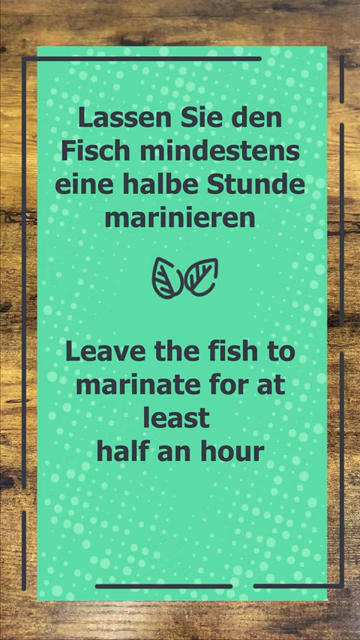 Lassen Sie den
Fisch mindestens
eine halbe Stunde
marinieren
Leave the fish to
marinate for at
least
half an hour